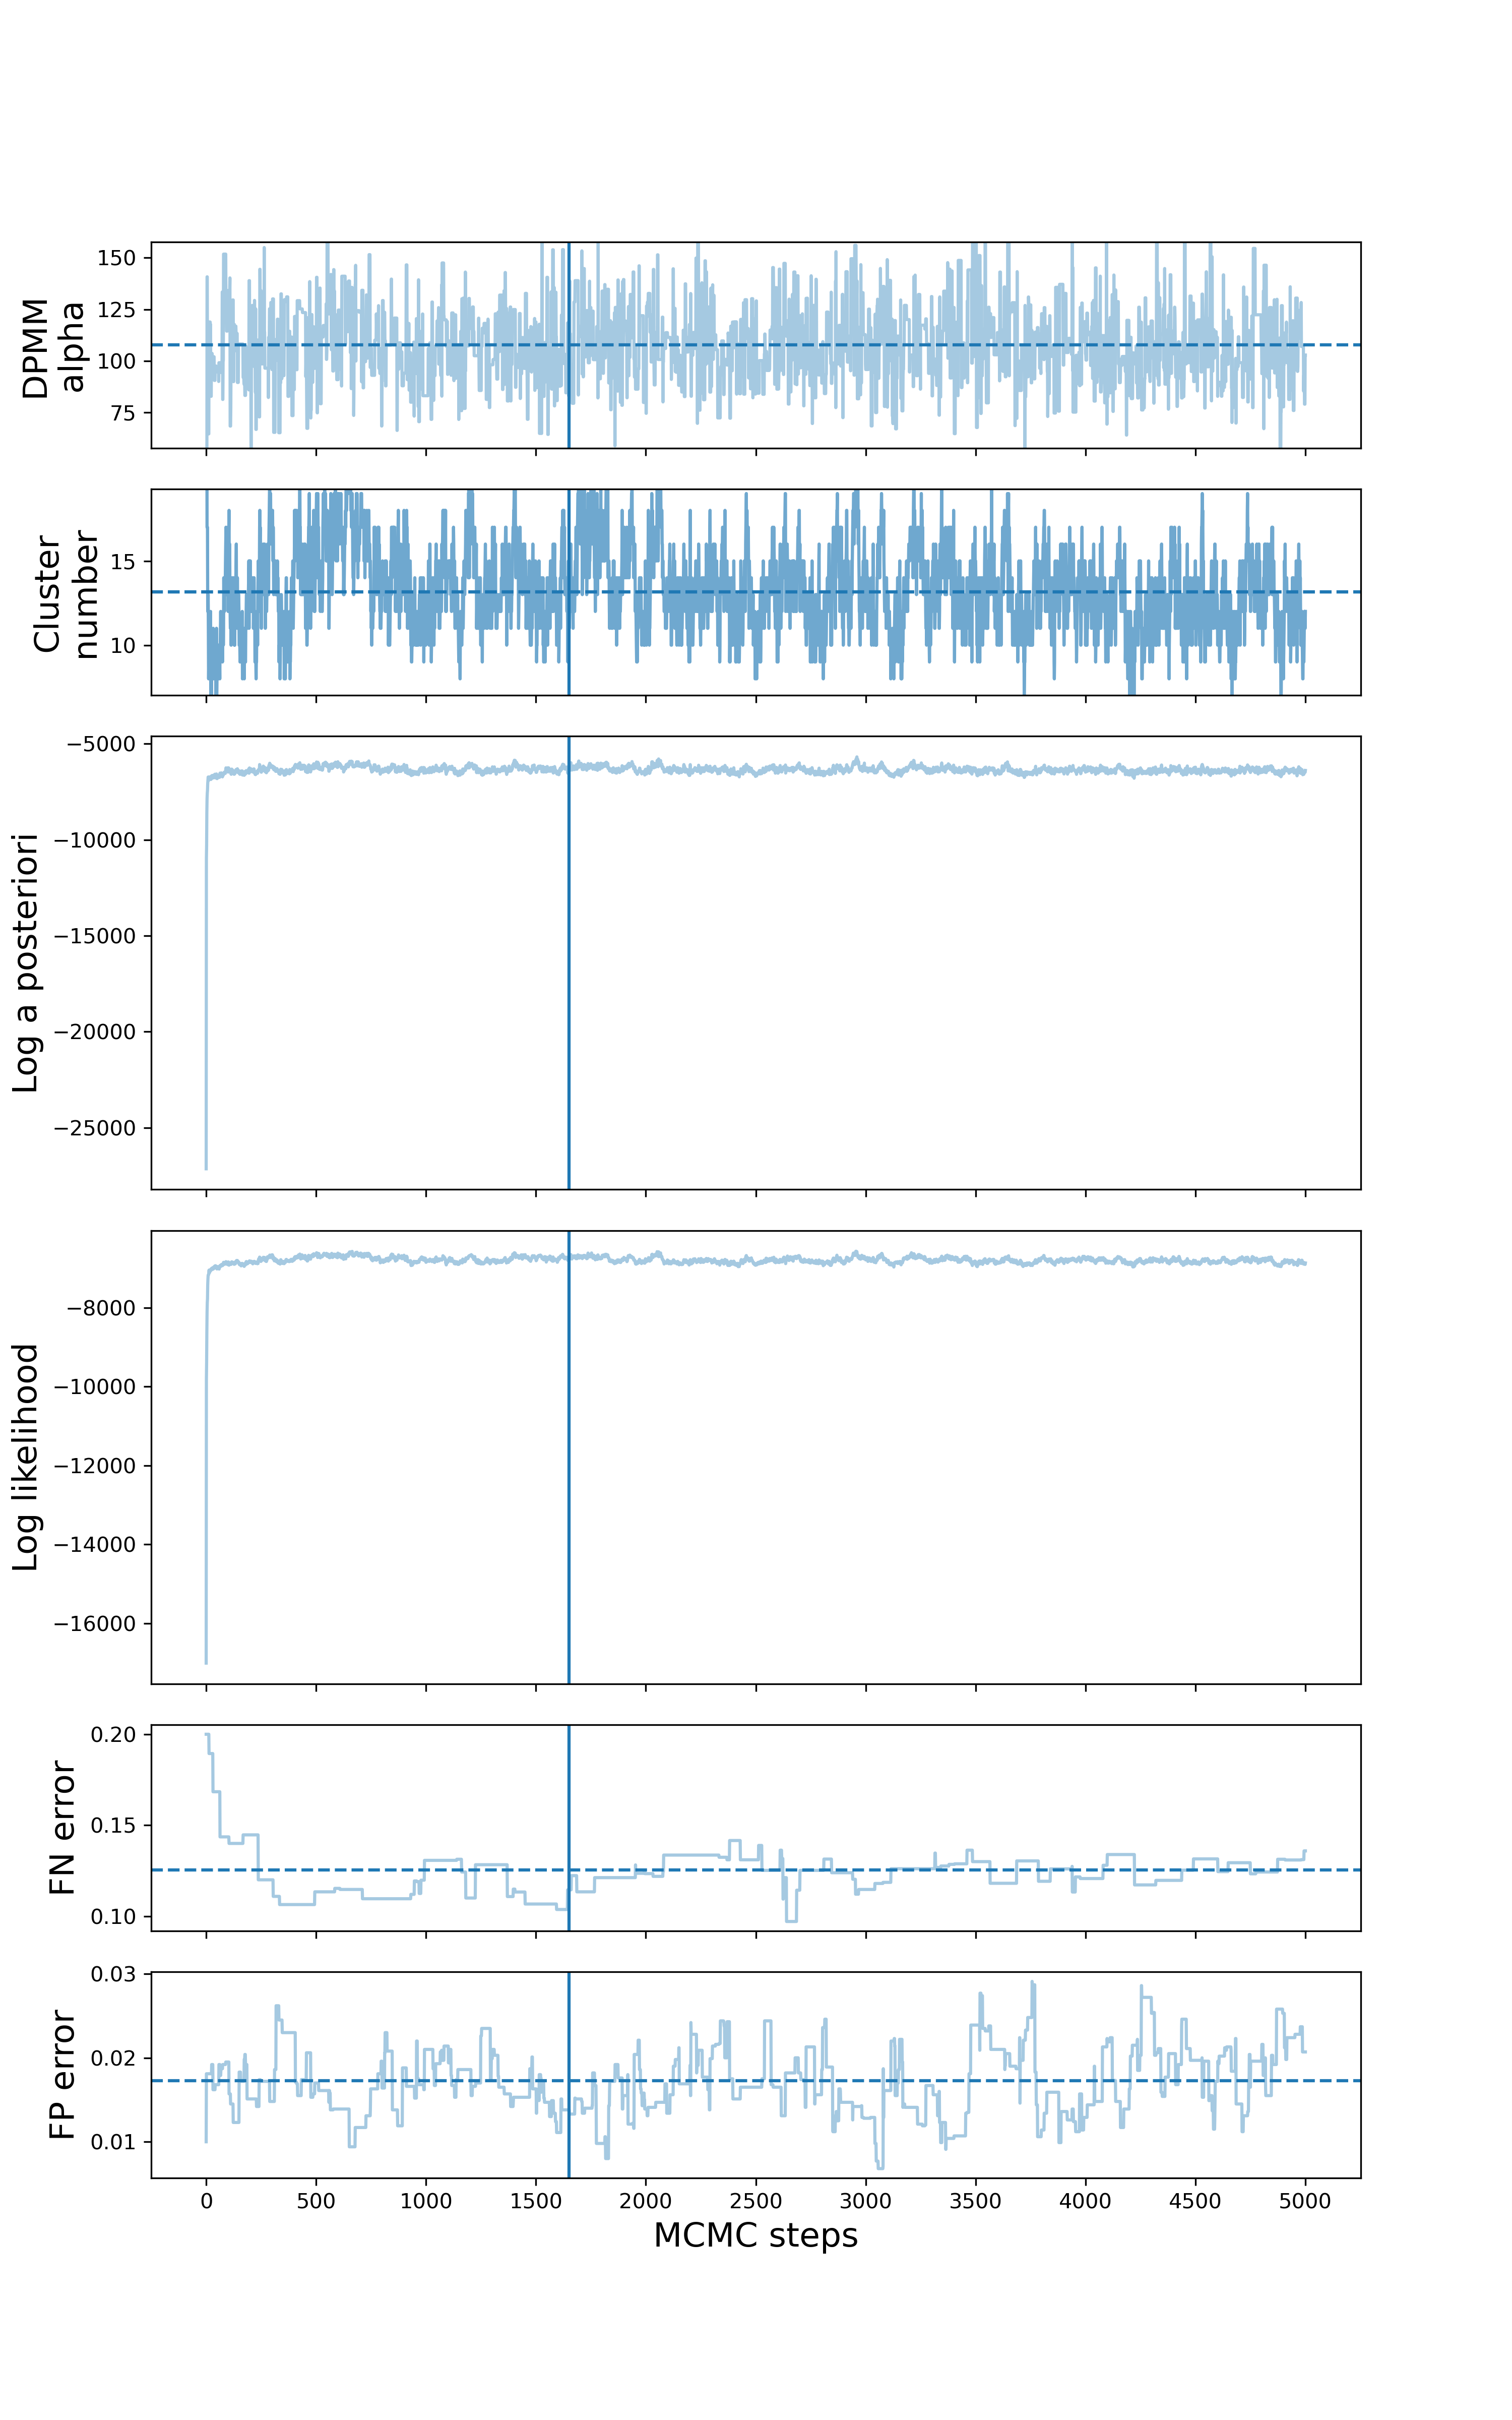 DPMM
alpha
150
125
100
75
Cluster
number
15
10
Log a posteriori
−5000
−10000
−15000
−20000
−25000
Log likelihood
−8000
−10000
−12000
−14000
−16000
FN error
0.20
0.15
0.10
FP error
0.03
0.02
0.01
0 500 1000 1500 2000 2500 3000 3500 4000 4500 5000
MCMC steps